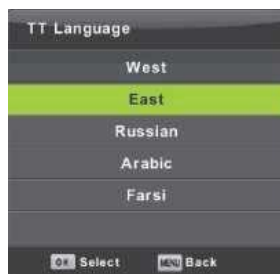 TT Language
West
East
Russian
Arabic
Farsi
OK Select MENU Back